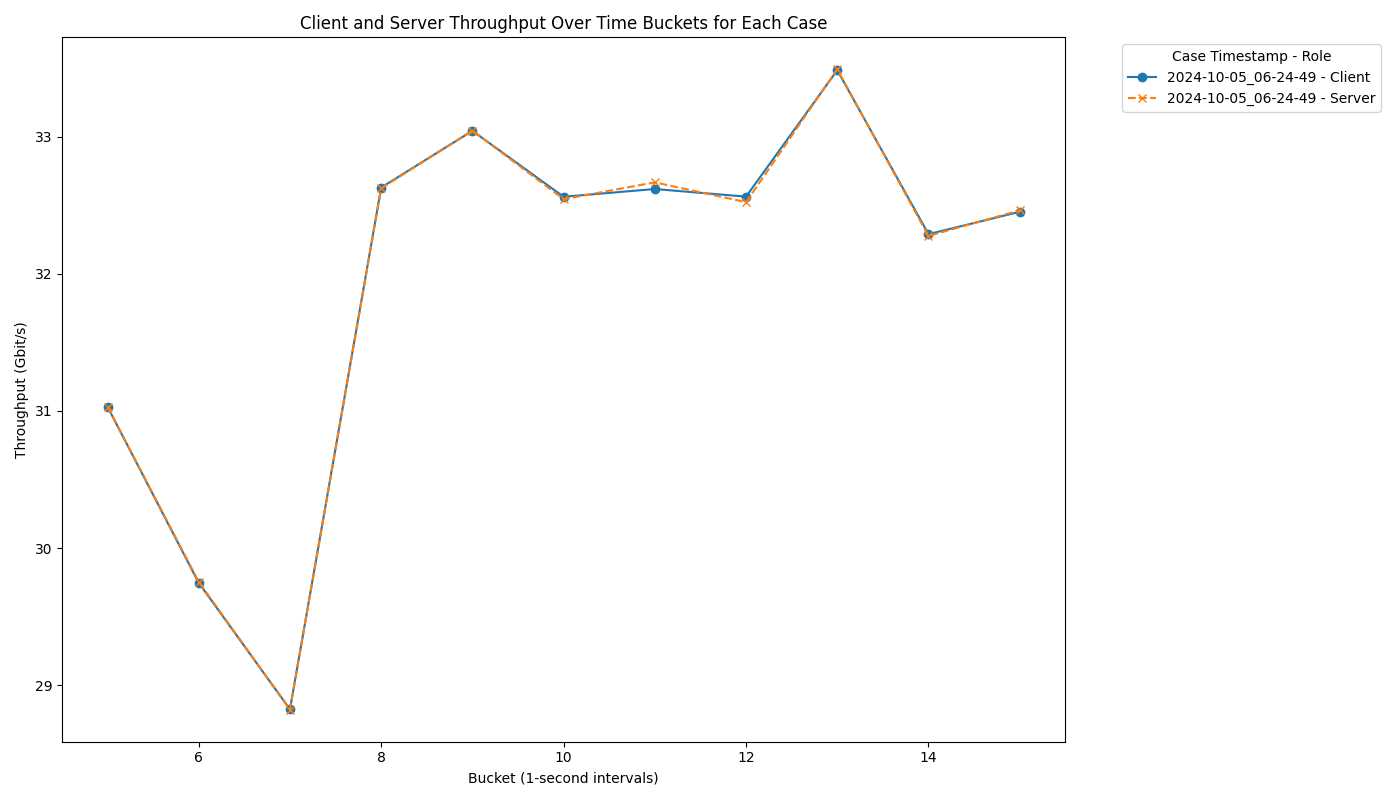 Client and Server Throughput Over Time Buckets for Each Case
Case Timestamp - Role
2024-10-05_06-24-49 - Client
2024-10-05_06-24-49 - Server
Throughput (Gbit/s)
33
32
31
30
29
6
8
10
12
14
Bucket (1-second intervals)